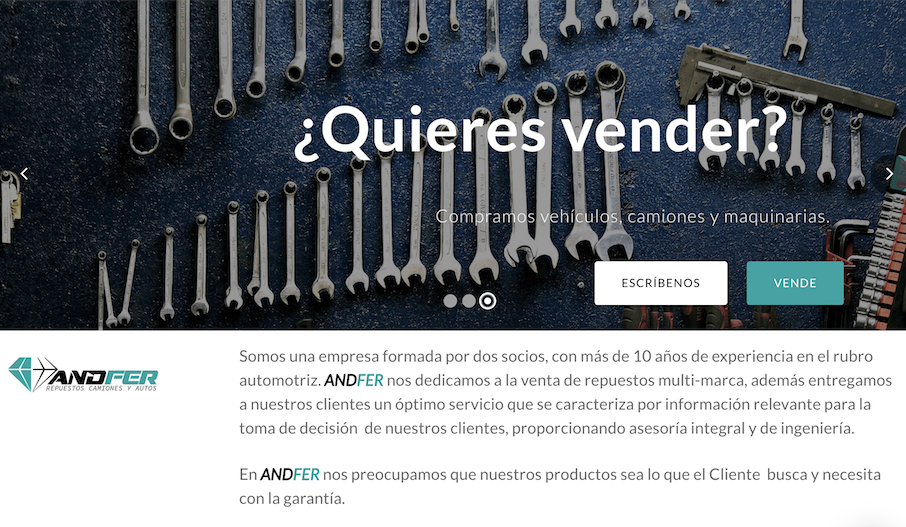 ¿Quieres vender?
Compramos vehículos, camiones y maquinarias.
ESCRÍBENOS
VENDE
ANDFER
REPUESTOS CAMIONES Y AUTOS
Somos una empresa formada por dos socios, con más de 10 años de experiencia en el rubro
automotriz. ANDFER nos dedicamos a la venta de repuestos multi-marca, además entregamos
a nuestros clientes un óptimo servicio que se caracteriza por información relevante para la
toma de decisión  de nuestros clientes, proporcionando asesoría integral y de ingeniería.
En ANDFER nos preocupamos que nuestros productos sea lo que el Cliente  busca y necesita
con la garantía.